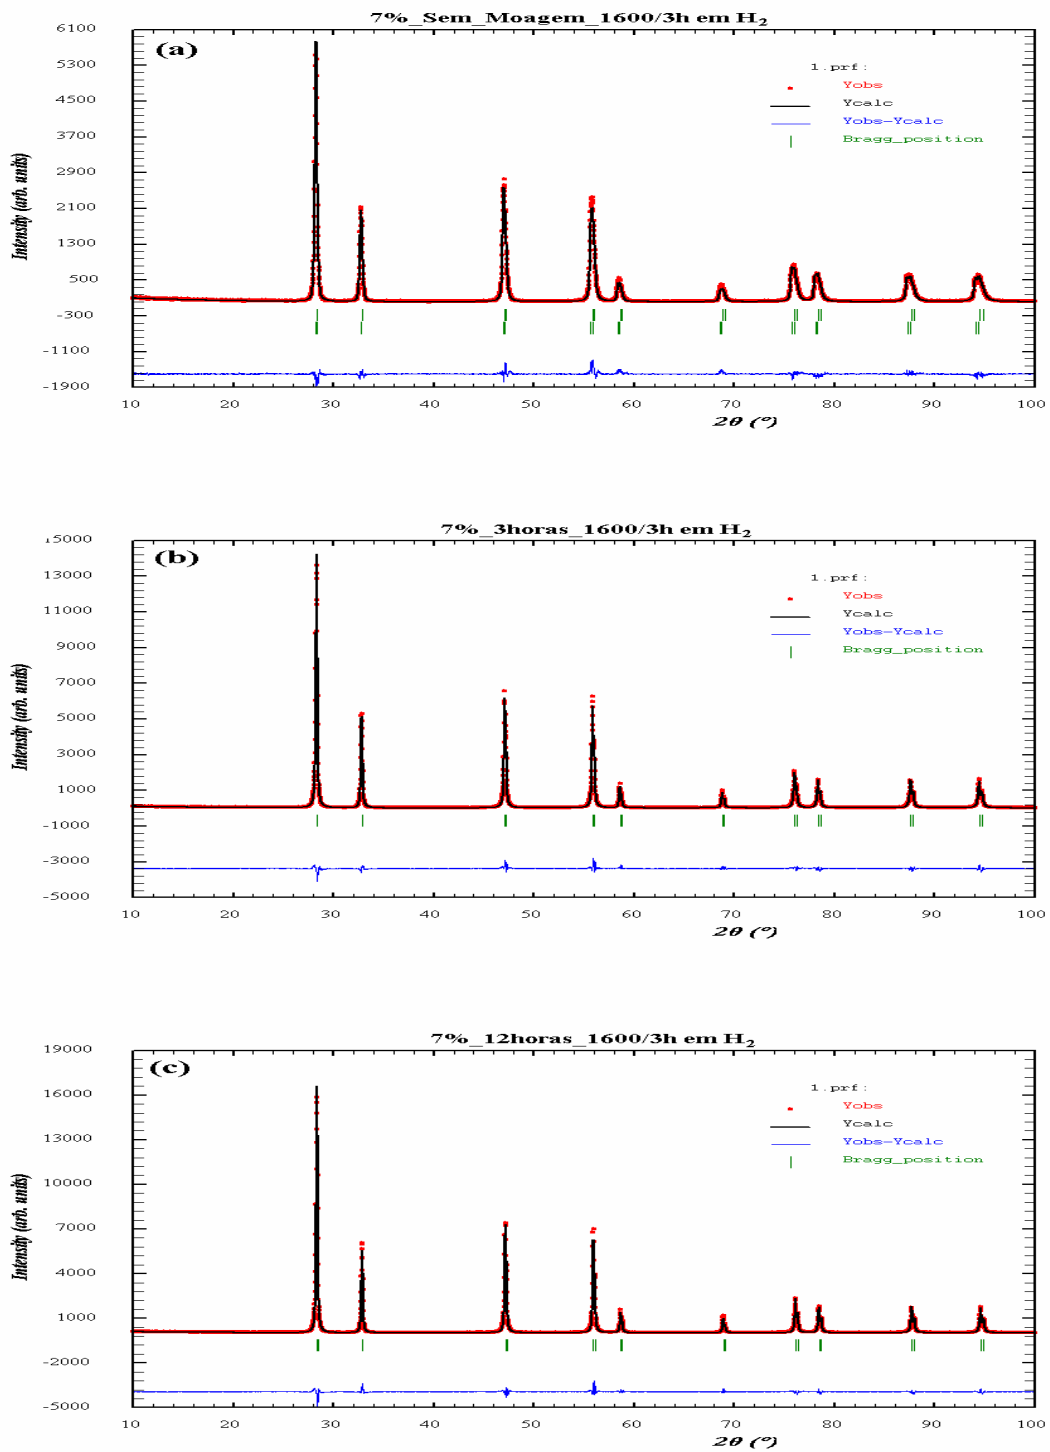 7%_Sem_Moagem_1600/3h em H2
(a)
6100
5300
4500
3700
2900
2100
1300
500
-300
-1100
-1900
Intensity (arb. units)
1.prf:
Yobs
Ycalc
Yobs-Ycalc
Bragg_position
10 20 30 40 50 60 70 80 90 100
2θ (°)
7%_3horas_1600/3h em H2
(b)
15000
13000
11000
9000
7000
5000
3000
1000
-1000
-3000
-5000
Intensity (arb. units)
1.prf:
Yobs
Ycalc
Yobs-Ycalc
Bragg_position
10 20 30 40 50 60 70 80 90 100
2θ (°)
7%_12horas_1600/3h em H2
(c)
19000
16000
13000
10000
7000
4000
1000
-2000
-5000
Intensity (arb. units)
1.prf:
Yobs
Ycalc
Yobs-Ycalc
Bragg_position
10 20 30 40 50 60 70 80 90 100
2θ (°)